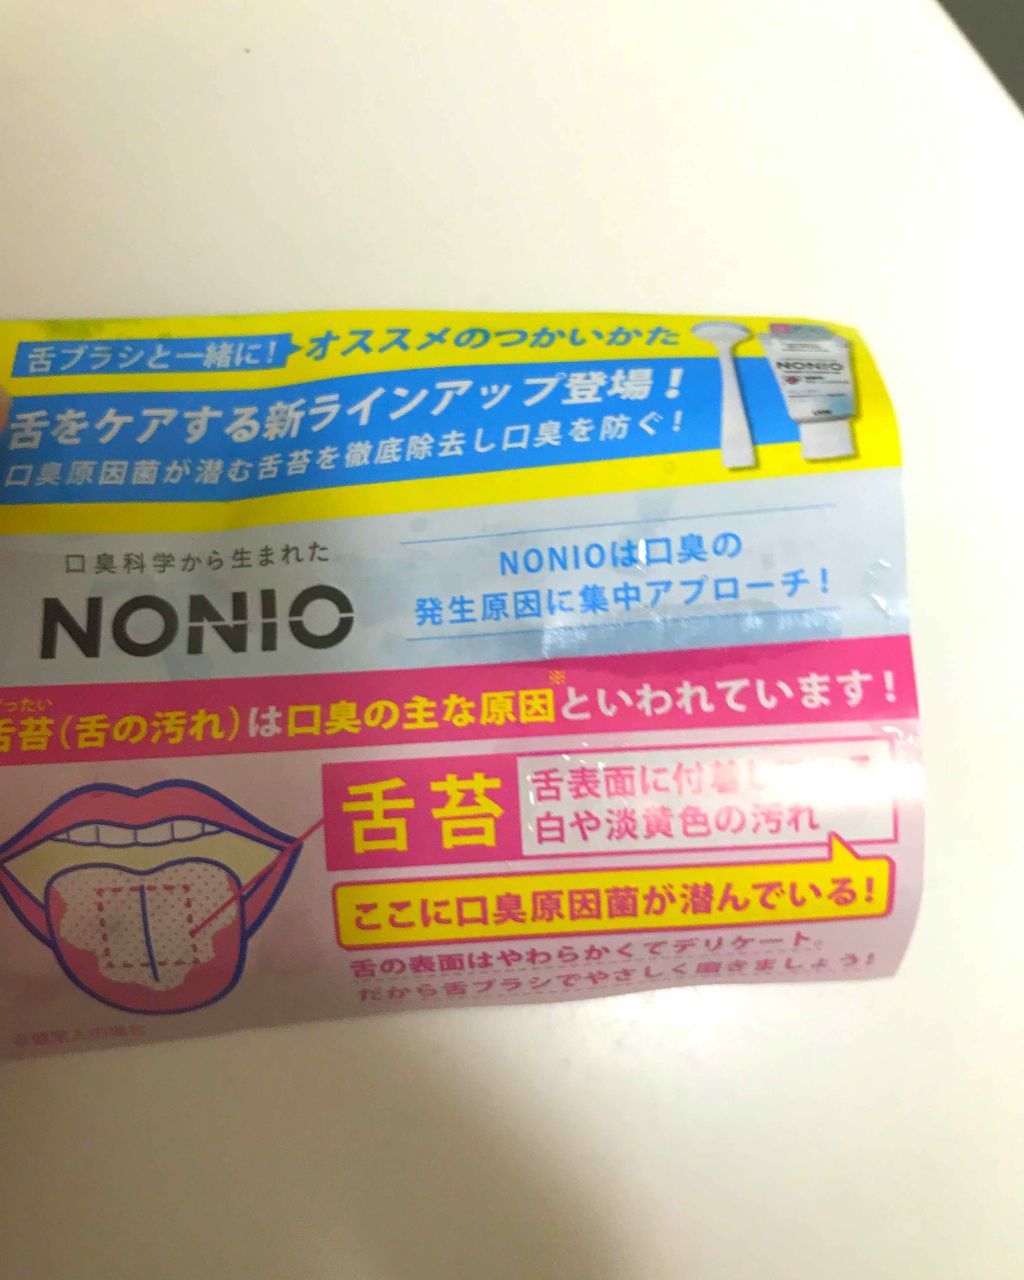 舌ブラシと一緒に！
オススメのつかいかた
舌をケアする新ラインアップ登場！
口臭原因菌が潜む舌苔を徹底除去し口臭を防ぐ！
NONIO
口臭科学から生まれた
NONIO
NONIOは口臭の
発生原因に集中アプローチ！
ったい
舌苔（舌の汚れ）は口臭の主な原因※といわれています！
舌苔
舌表面に付着し
白や淡黄色の汚れ
ここに口臭原因菌が潜んでいる！
舌の表面はやわらかくてデリケート。
だから舌ブラシでやさしく磨きましょう！
※健常人の場合